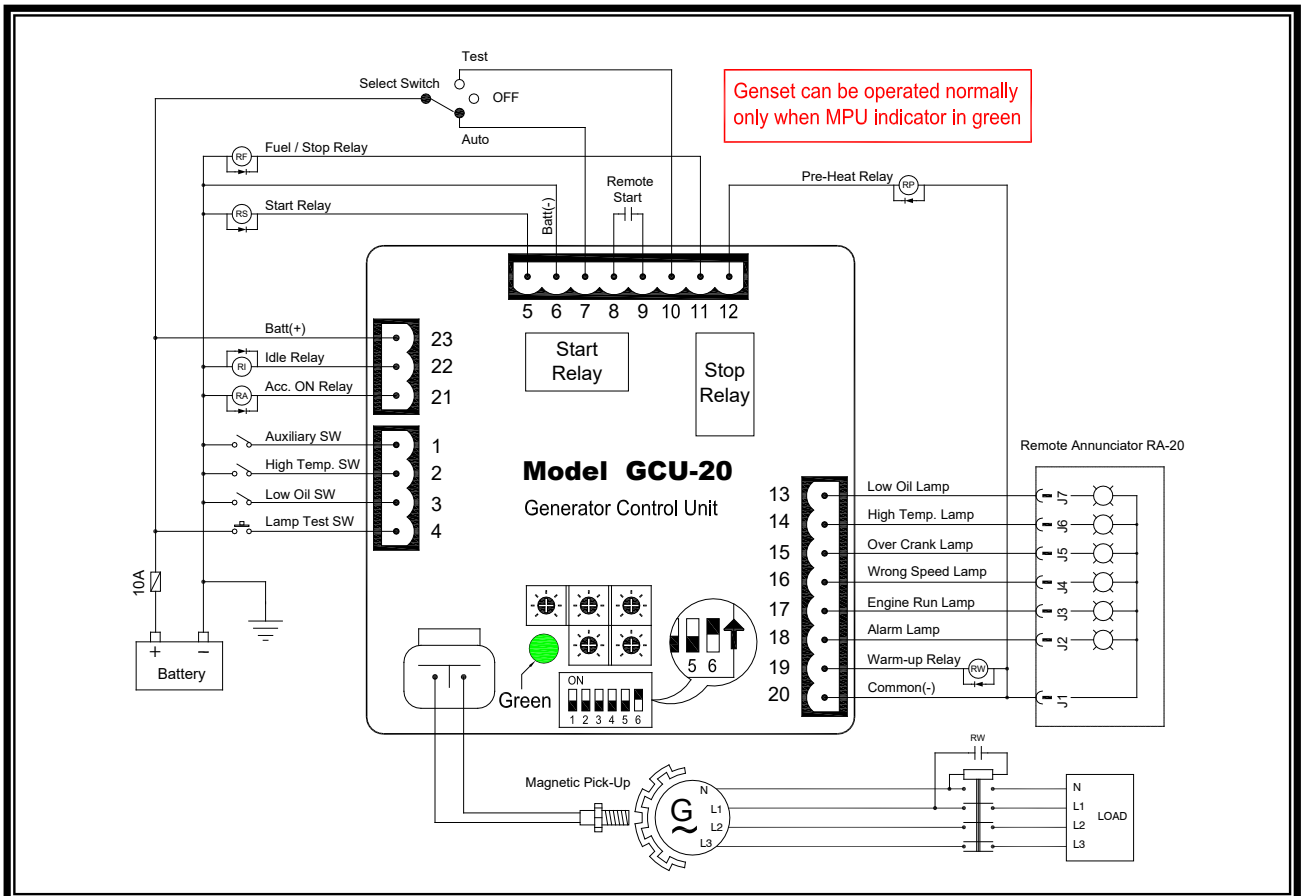 Test
Select Switch
OFF
Auto
Genset can be operated normally
only when MPU indicator in green
RF
Fuel / Stop Relay
RS
Start Relay
Batt(-)
Remote
Start
Pre-Heat Relay
RP
5 6 7 8 9 10 11 12
Start
Relay
Stop
Relay
Batt(+)
23
RI
Idle Relay
22
RA
Acc. ON Relay
21
Auxiliary SW
1
High Temp. SW
2
Low Oil SW
3
Lamp Test SW
4
Model GCU-20
Generator Control Unit
Remote Annunciator RA-20
13
Low Oil Lamp
J7
14
High Temp. Lamp
J6
15
Over Crank Lamp
J5
16
Wrong Speed Lamp
J4
17
Engine Run Lamp
J3
18
Alarm Lamp
J2
19
Warm-up Relay
RW
20
Common(-)
J1
10A
+ −
Battery
Green
ON
1 2 3 4 5 6
5 6
Magnetic Pick-Up
G
~
N
L1
L2
L3
RW
N
L1
L2
L3
LOAD